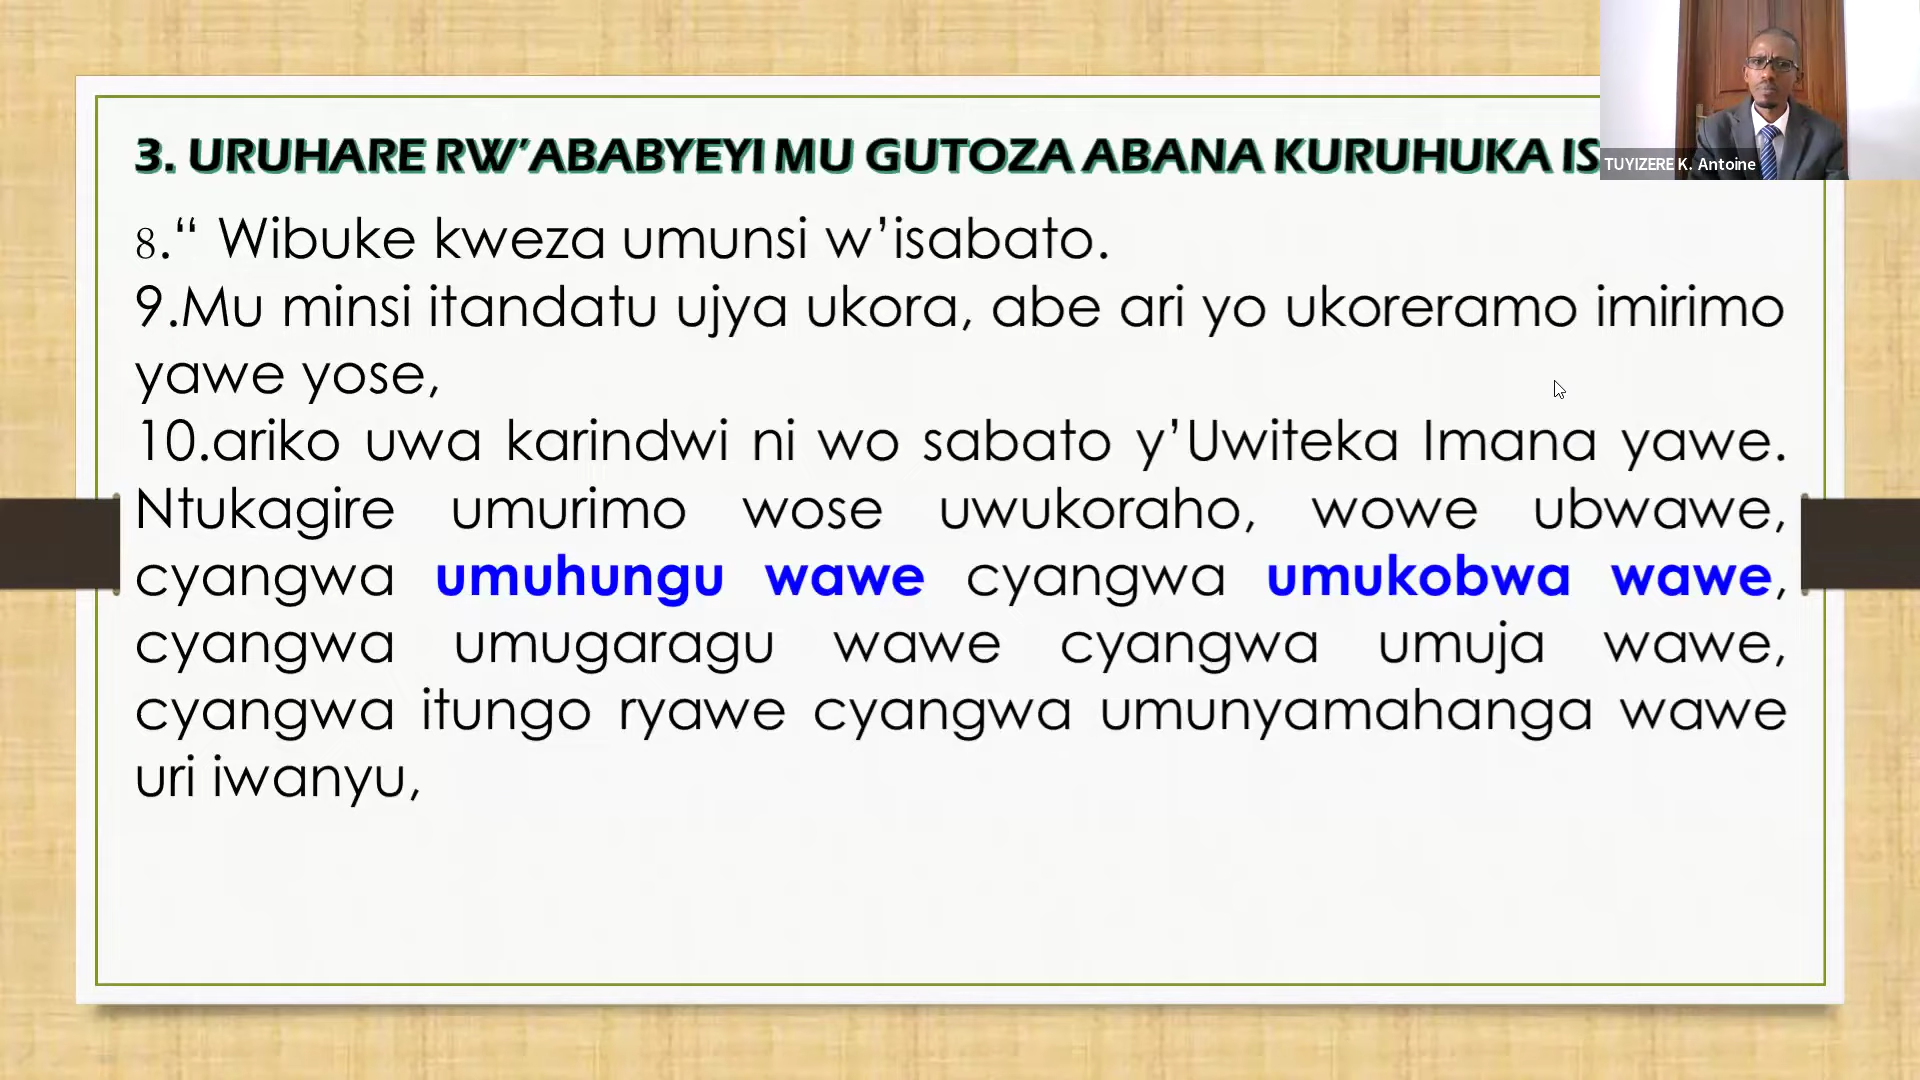 3. URUHARE RW’ABABYEYI MU GUTOZA ABANA KURUHUKA IS
TUYIZERE K. Antoine
8.“ Wibuke kweza umunsi w’isabato.
9.Mu minsi itandatu ujya ukora, abe ari yo ukoreramo imirimo
yawe yose,
10.ariko uwa karindwi ni wo sabato y’Uwiteka Imana yawe.
Ntukagire umurimo wose uwukoraho, wowe ubwawe,
cyangwa umuhungu wawe cyangwa umukobwa wawe,
cyangwa umugaragu wawe cyangwa umuja wawe,
cyangwa itungo ryawe cyangwa umunyamahanga wawe
uri iwanyu,